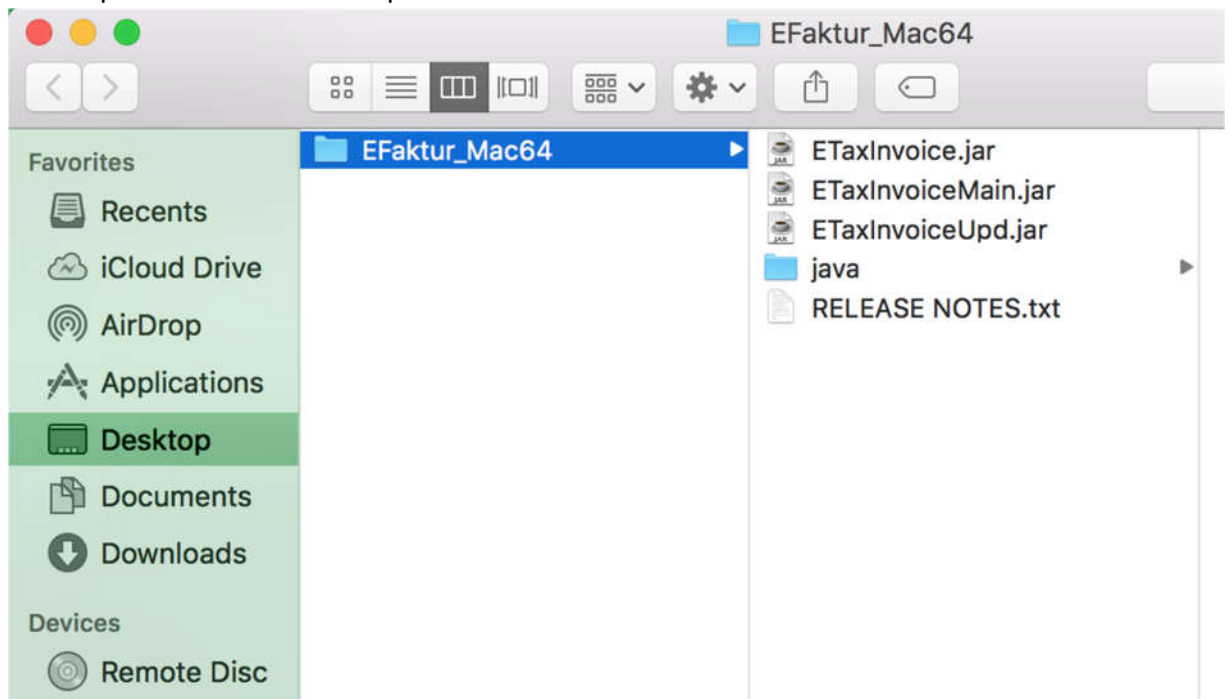 EFaktur_Mac64
Favorites
Recents
iCloud Drive
AirDrop
Applications
Desktop
Documents
Downloads
Devices
Remote Disc
EFaktur_Mac64
ETaxInvoice.jar
ETaxInvoiceMain.jar
ETaxInvoiceUpd.jar
java
RELEASE NOTES.txt